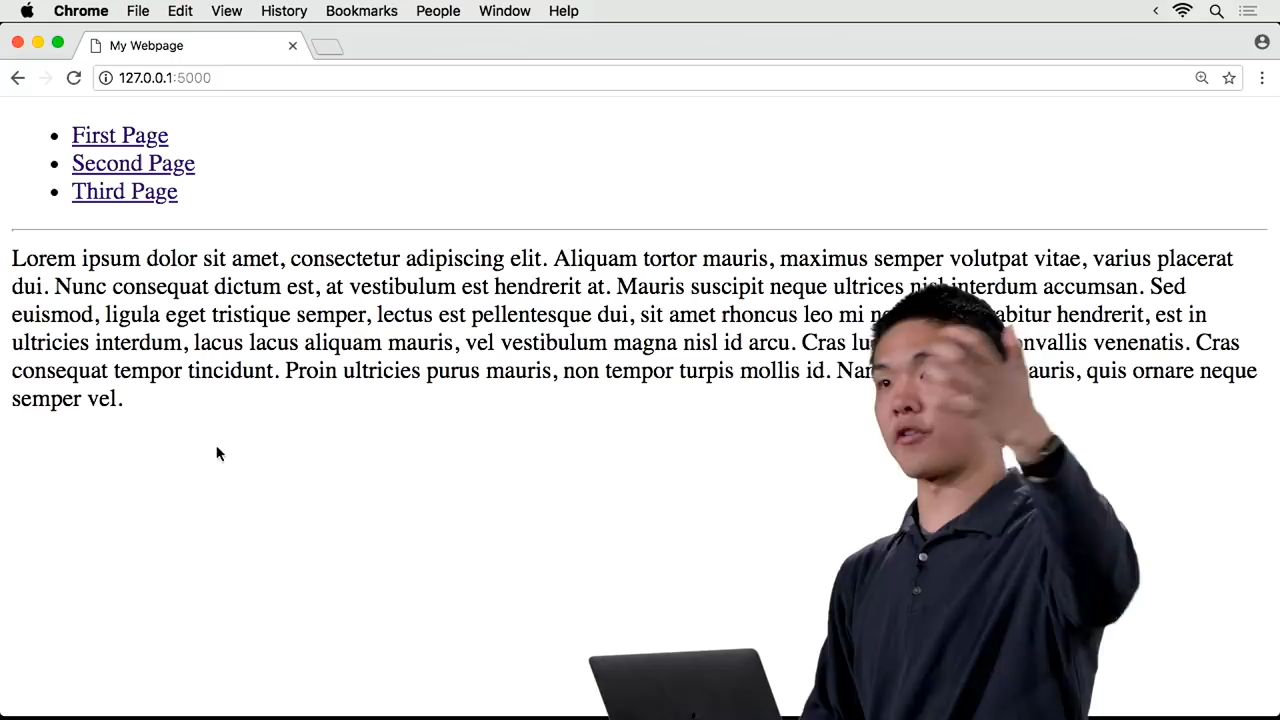 Chrome File Edit View History Bookmarks People Window Help
My Webpage
127.0.0.1:5000
First Page
Second Page
Third Page
Lorem ipsum dolor sit amet, consectetur adipiscing elit. Aliquam tortor mauris, maximus semper volutpat vitae, varius placerat
dui. Nunc consequat dictum est, at vestibulum est hendrerit at. Mauris suscipit neque ultrices nisl interdum accumsan. Sed
euismod, ligula eget tristique semper, lectus est pellentesque dui, sit amet rhoncus leo mi hendrerit, est in
ultricies interdum, lacus lacus aliquam mauris, vel vestibulum magna nisl id arcu. Cras venenatis. Cras
consequat tempor tincidunt. Proin ultricies purus mauris, non tempor turpis mollis id. quis ornare neque
semper vel.